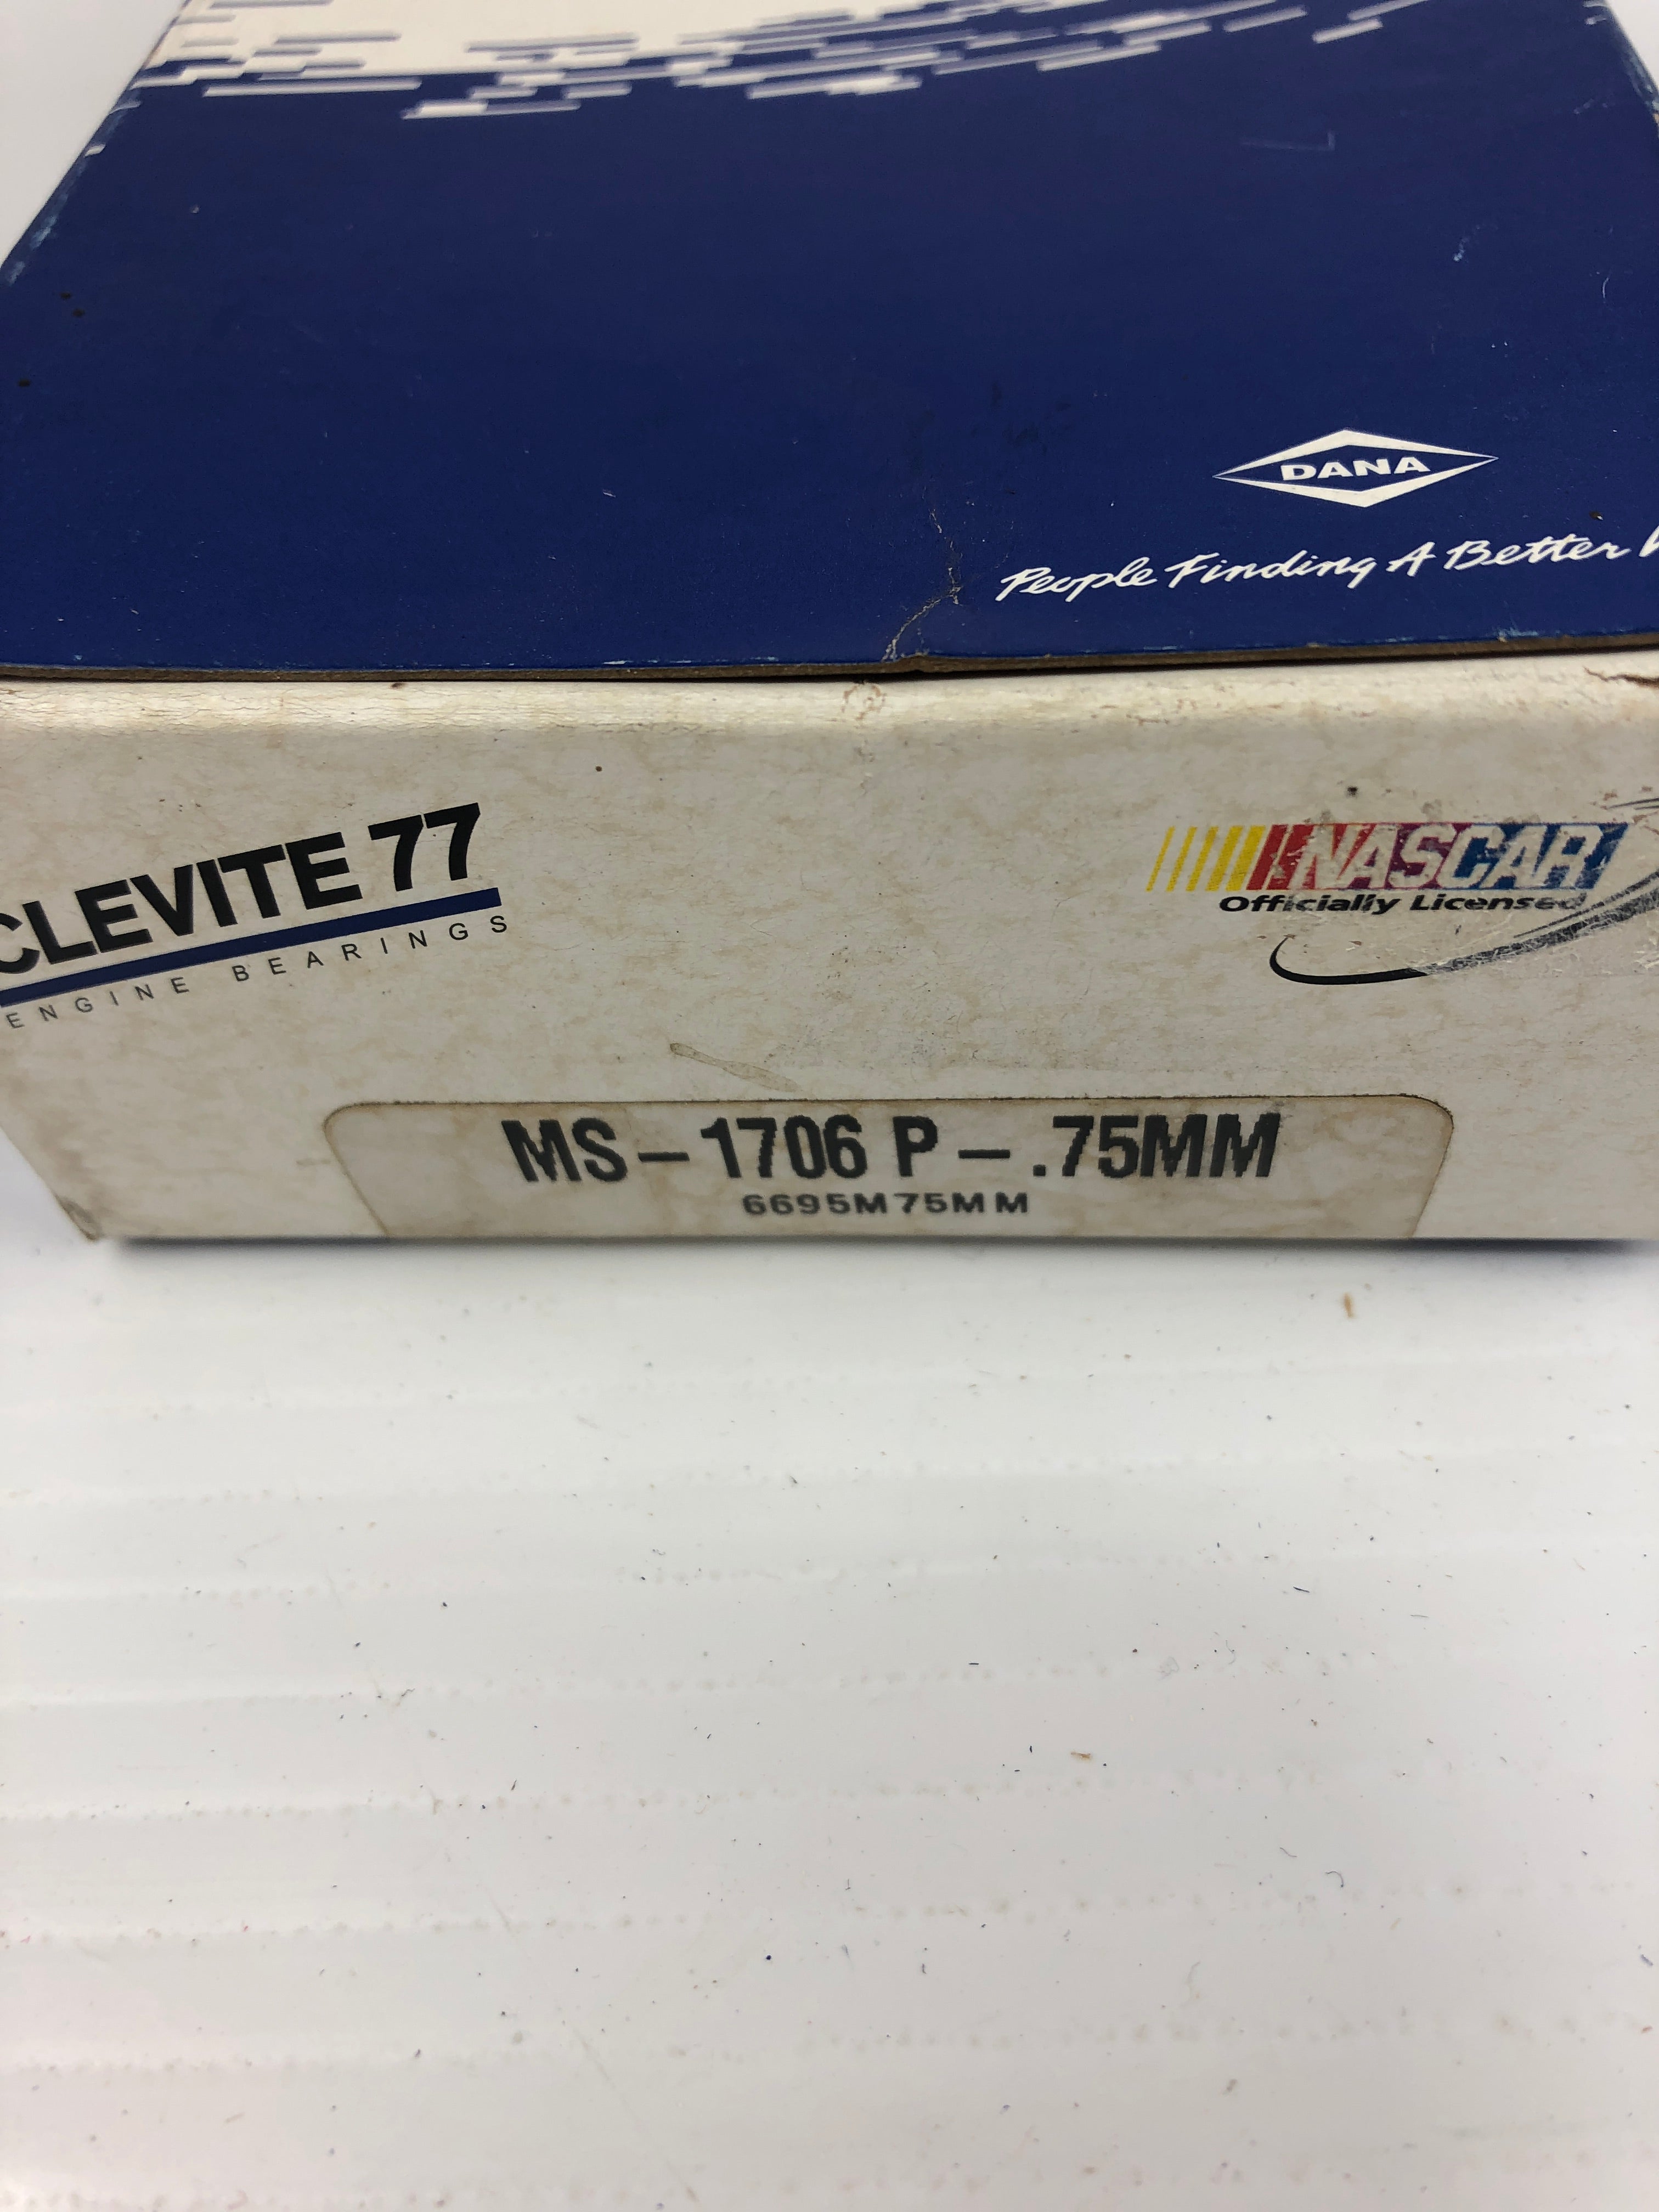 DANA
People Finding A Better
CLEVITE 77
ENGINE BEARINGS
NASCAR
Officially Licensed
MS-1706 P-.75MM
6695M75MM